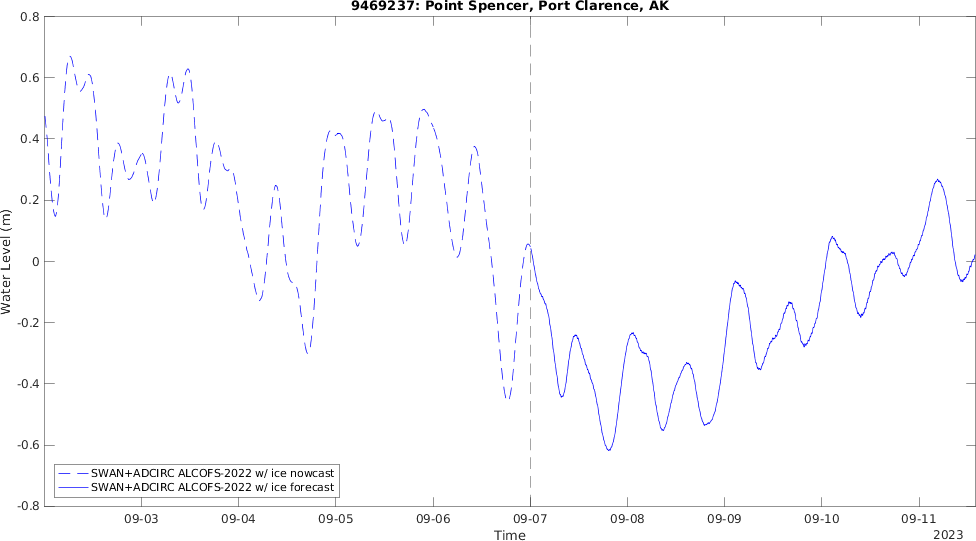 9469237: Point Spencer, Port Clarence, AK
0.8
0.6
0.4
0.2
0
-0.2
-0.4
-0.6
-0.8
Water Level (m)
SWAN+ADCIRC ALCOFS-2022 w/ ice nowcast
SWAN+ADCIRC ALCOFS-2022 w/ ice forecast
09-03 09-04 09-05 09-06 09-07 09-08 09-09 09-10 09-11
Time
2023